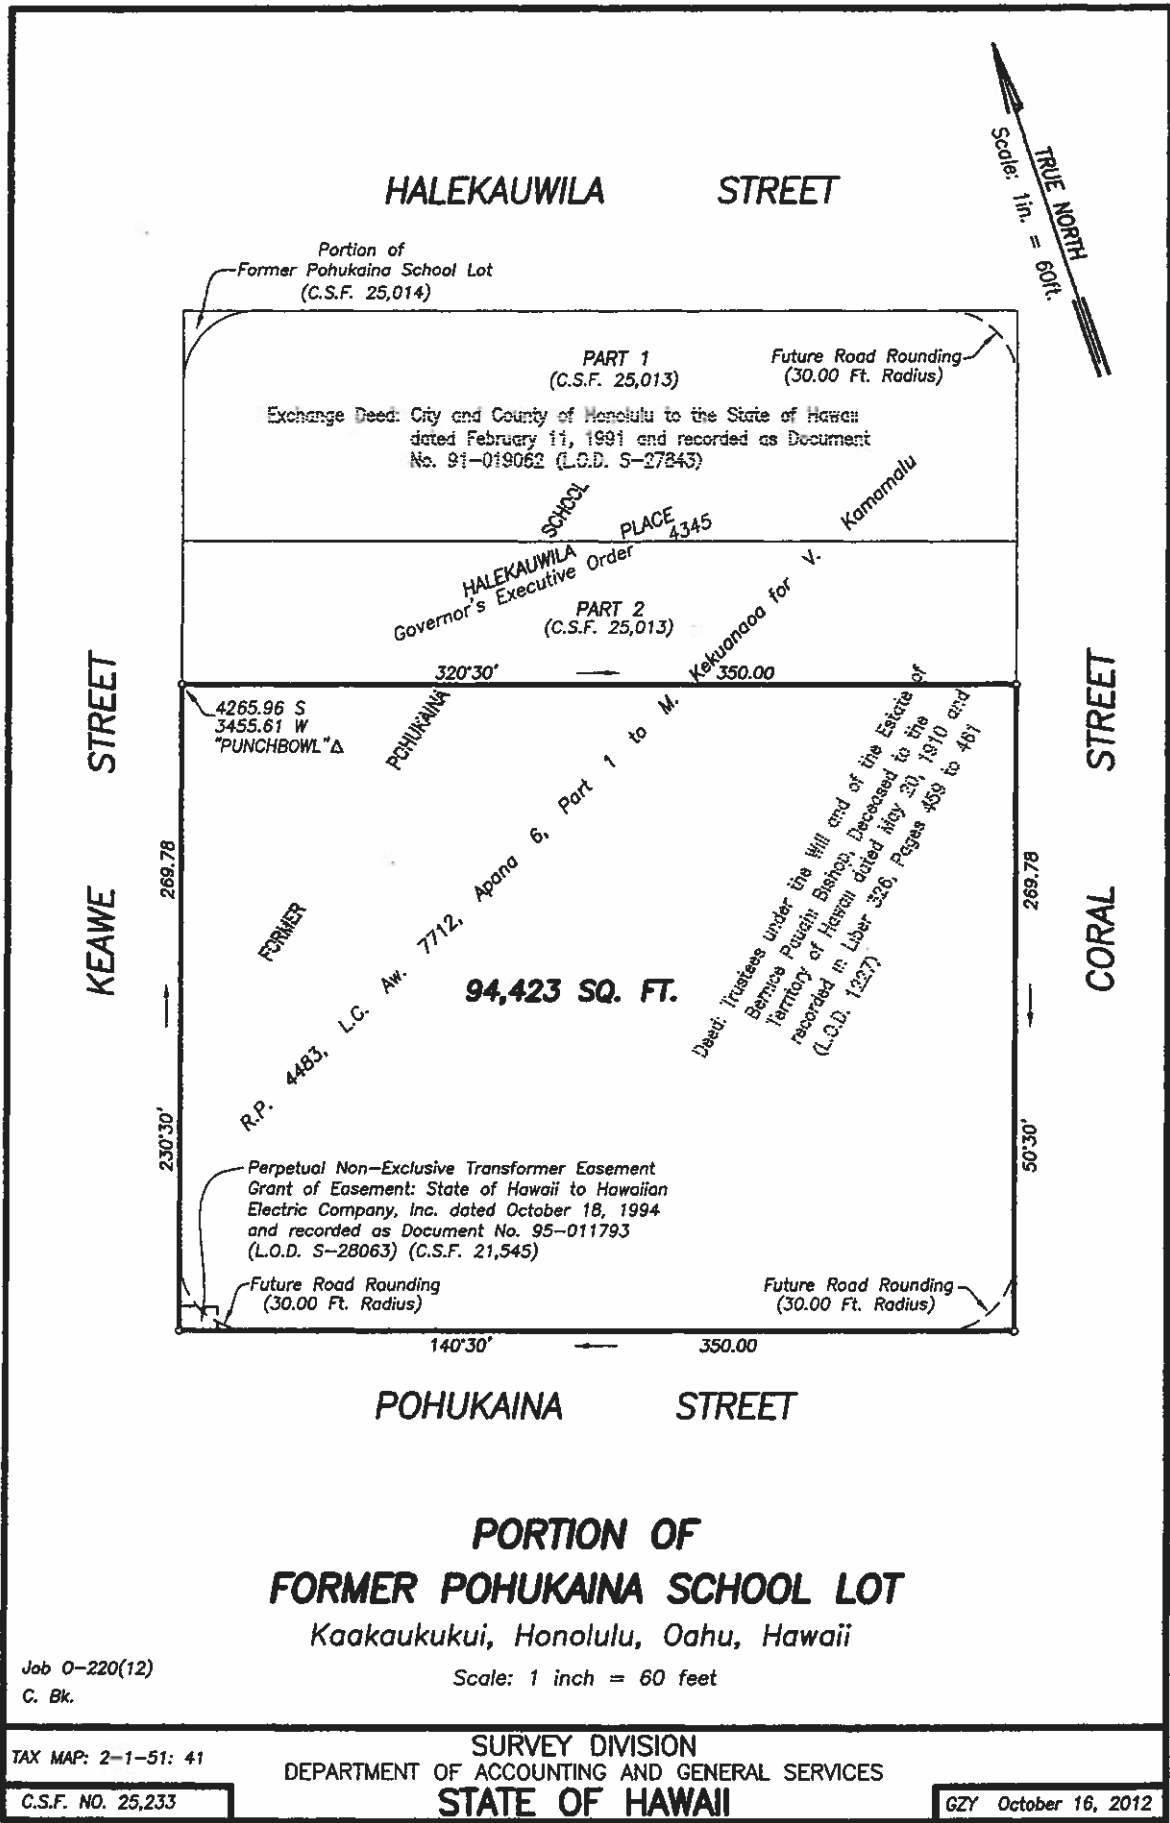 TRUE NORTH
Scale: 1in. = 60ft.
HALEKAUWILA STREET
Portion of
Former Pohukaina School Lot
(C.S.F. 25,014)
PART 1
(C.S.F. 25,013)
Future Road Rounding
(30.00 Ft. Radius)
Exchange Deed: City and County of Honolulu to the State of Hawaii
dated February 11, 1991 and recorded as Document
No. 91-019062 (L.O.D. S-27843)
SCHOOL
HALEKAUWILA PLACE
Governor's Executive Order 4345
PART 2
(C.S.F. 25,013)
320°30' 350.00
4265.96 S
3455.61 W
"PUNCHBOWL"Δ
POHUKAINA
FORMER
R.P. 4483, L.C. Aw. 7712, Apana 6, Part 1 to M. Kekuanaoa for V. Kamamalu
Deed: Trustees under the Will and of the Estate of
Bernice Pauahi Bishop, Deceased to the
Territory of Hawaii dated May 20, 1910 and
recorded in Liber 326, Pages 459 to 461
(L.O.D. 1227)
KEAWE STREET
230°30' 269.78
94,423 SQ. FT.
269.78 50°30'
CORAL STREET
Perpetual Non-Exclusive Transformer Easement
Grant of Easement: State of Hawaii to Hawaiian
Electric Company, Inc. dated October 18, 1994
and recorded as Document No. 95-011793
(L.O.D. S-28063) (C.S.F. 21,545)
Future Road Rounding
(30.00 Ft. Radius)
Future Road Rounding
(30.00 Ft. Radius)
140°30' 350.00
POHUKAINA STREET
PORTION OF
FORMER POHUKAINA SCHOOL LOT
Kaakaukukui, Honolulu, Oahu, Hawaii
Scale: 1 inch = 60 feet
Job O-220(12)
C. Bk.
TAX MAP: 2-1-51: 41
C.S.F. NO. 25,233
SURVEY DIVISION
DEPARTMENT OF ACCOUNTING AND GENERAL SERVICES
STATE OF HAWAII
GZY October 16, 2012